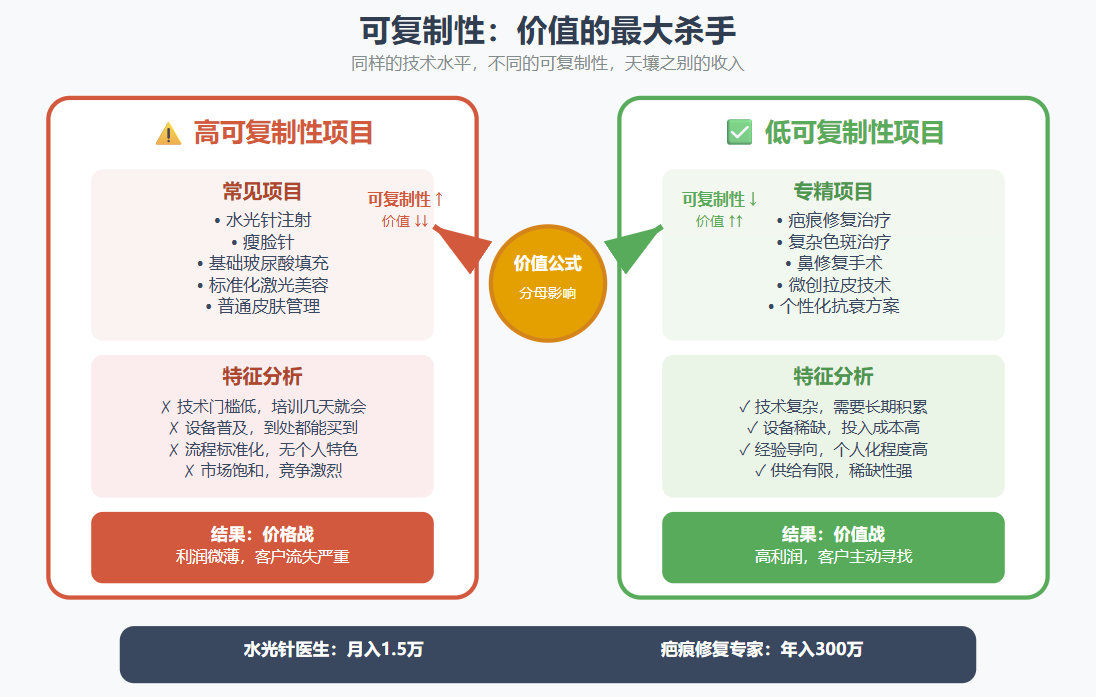 可复制性：价值的最大杀手
同样的技术水平，不同的可复制性，天壤之别的收入
⚠️ 高可复制性项目
常见项目
• 水光针注射
• 瘦脸针
• 基础玻尿酸填充
• 标准化激光美容
• 普通皮肤管理
可复制性 ↑
价值 ↓↓
特征分析
✗ 技术门槛低，培训几天就会
✗ 设备普及，到处都能买到
✗ 流程标准化，无个人特色
✗ 市场饱和，竞争激烈
结果：价格战
利润微薄，客户流失严重
价值公式
分母影响
✅ 低可复制性项目
可复制性 ↓
价值 ↑↑
专精项目
• 疤痕修复治疗
• 复杂色斑治疗
• 鼻修复手术
• 微创拉皮技术
• 个性化抗衰方案
特征分析
✓ 技术复杂，需要长期积累
✓ 设备稀缺，投入成本高
✓ 经验导向，个人化程度高
✓ 供给有限，稀缺性强
结果：价值战
高利润，客户主动寻找
水光针医生：月入1.5万
疤痕修复专家：年入300万